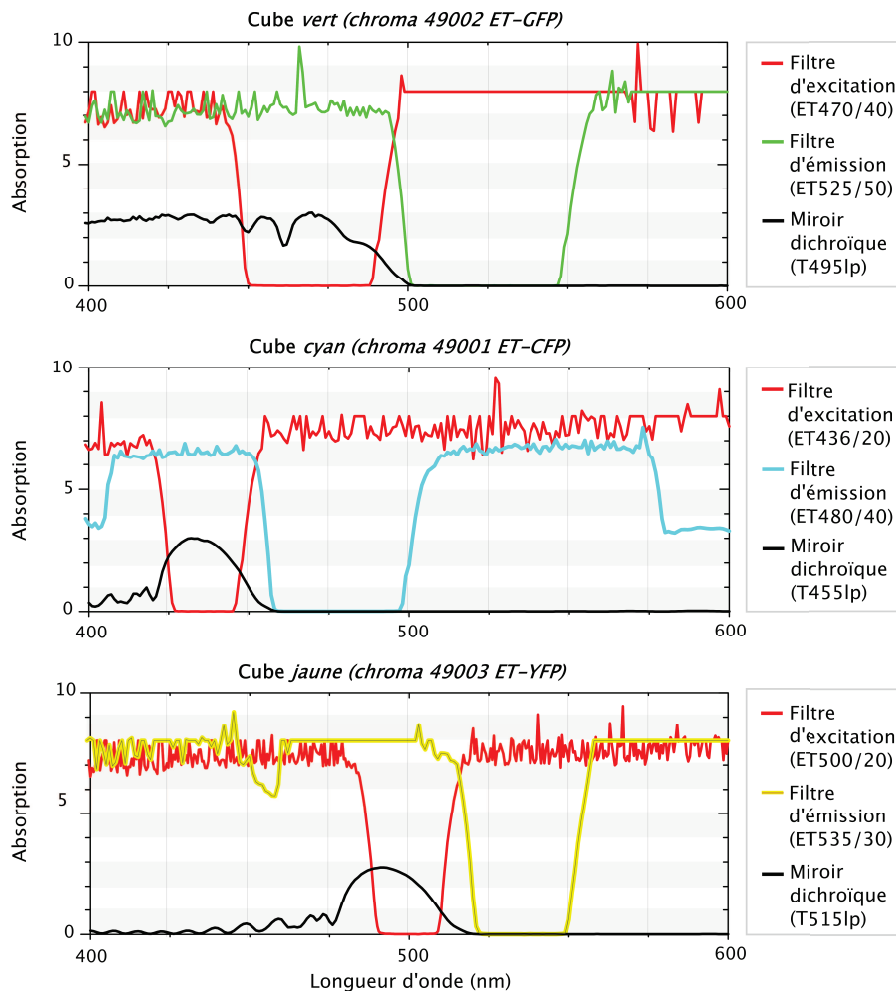 Cube vert (chroma 49002 ET-GFP)
10
5
0
Absorption
400
500
600
Filtre
d'excitation
(ET470/40)
Filtre
d'émission
(ET525/50)
Miroir
dichroïque
(T495lp)
Cube cyan (chroma 49001 ET-CFP)
10
5
0
Absorption
400
500
600
Filtre
d'excitation
(ET436/20)
Filtre
d'émission
(ET480/40)
Miroir
dichroïque
(T455lp)
Cube jaune (chroma 49003 ET-YFP)
10
5
0
Absorption
400
500
600
Longueur d'onde (nm)
Filtre
d'excitation
(ET500/20)
Filtre
d'émission
(ET535/30)
Miroir
dichroïque
(T515lp)